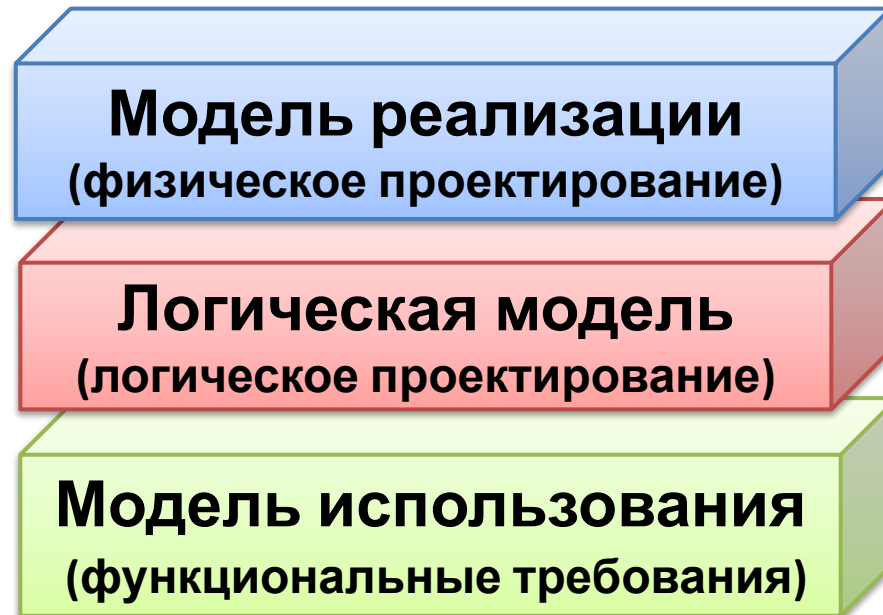 Модель реализации
(физическое проектирование)
Логическая модель
(логическое проектирование)
Модель использования
(функциональные требования)